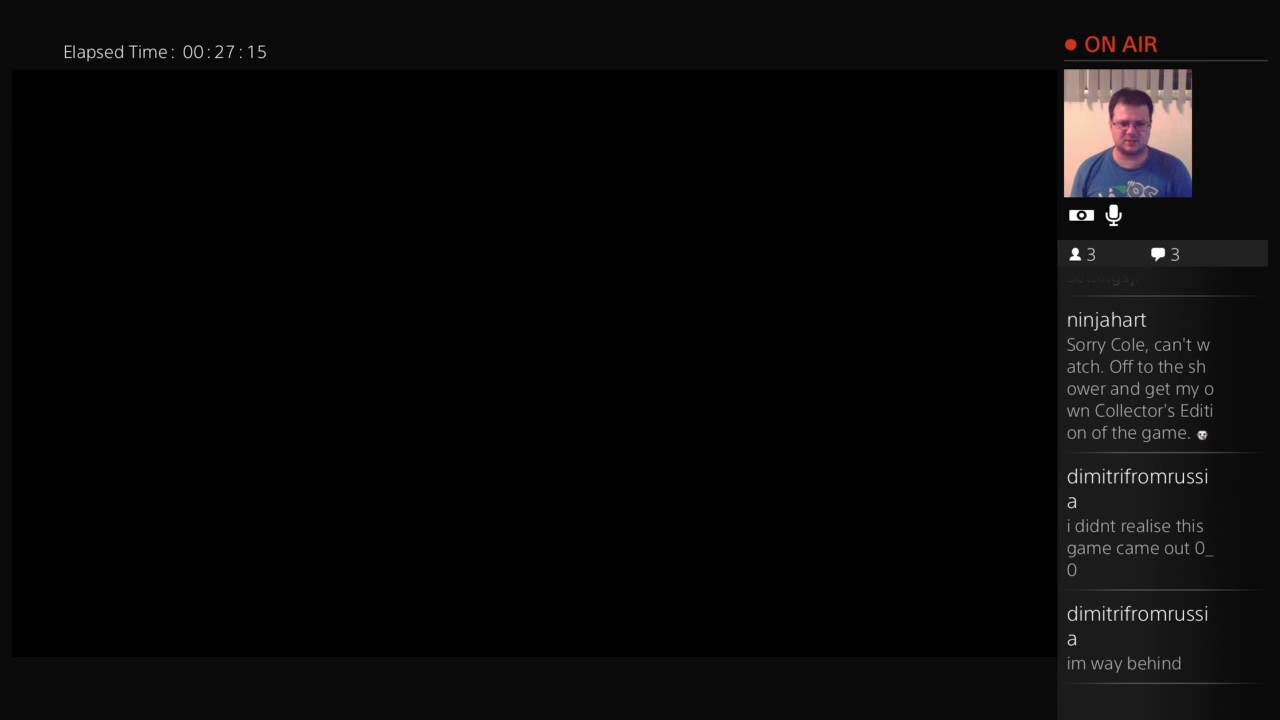 Elapsed Time: 00:27:15
ON AIR
3
3
Settings].
ninjahart
Sorry Cole, can't w
atch. Off to the sh
ower and get my o
wn Collector's Editi
on of the game.
dimitrifromrussi
a
i didnt realise this
game came out 0_
0
dimitrifromrussi
a
im way behind